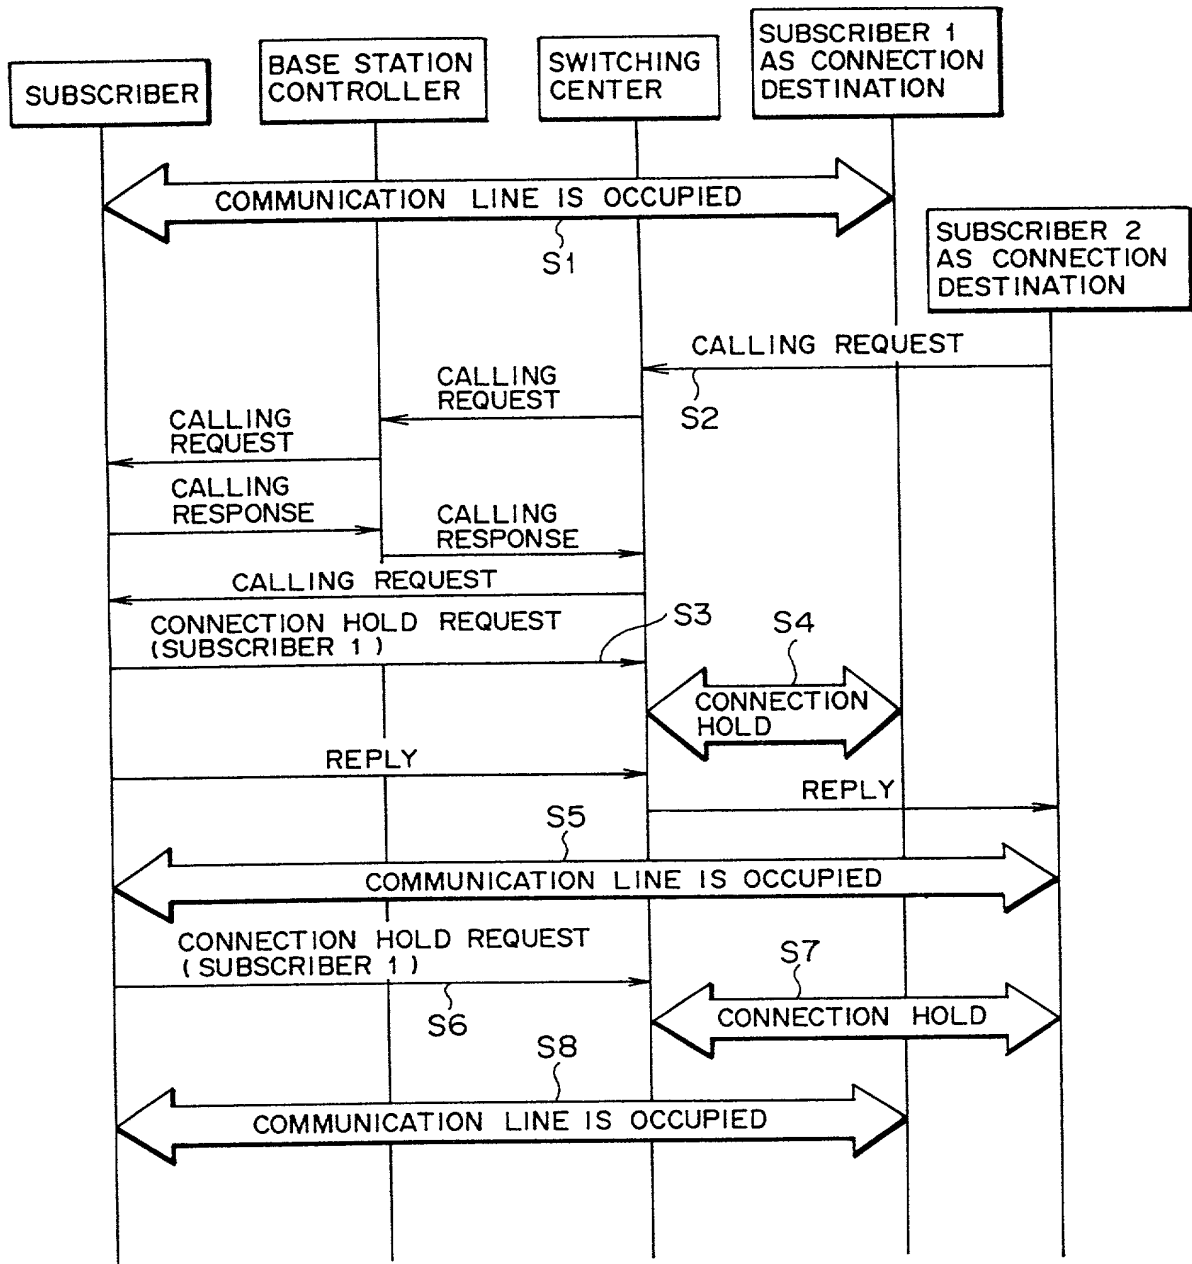 SUBSCRIBER
BASE STATION
CONTROLLER
SWITCHING
CENTER
SUBSCRIBER 1
AS CONNECTION
DESTINATION
COMMUNICATION LINE IS OCCUPIED
S1
SUBSCRIBER 2
AS CONNECTION
DESTINATION
CALLING REQUEST
S2
CALLING
REQUEST
CALLING
REQUEST
CALLING
RESPONSE
CALLING
RESPONSE
CALLING REQUEST
CONNECTION HOLD REQUEST
(SUBSCRIBER 1)
S3
S4
CONNECTION
HOLD
REPLY
REPLY
S5
COMMUNICATION LINE IS OCCUPIED
CONNECTION HOLD REQUEST
(SUBSCRIBER 1)
S6
S7
CONNECTION HOLD
S8
COMMUNICATION LINE IS OCCUPIED